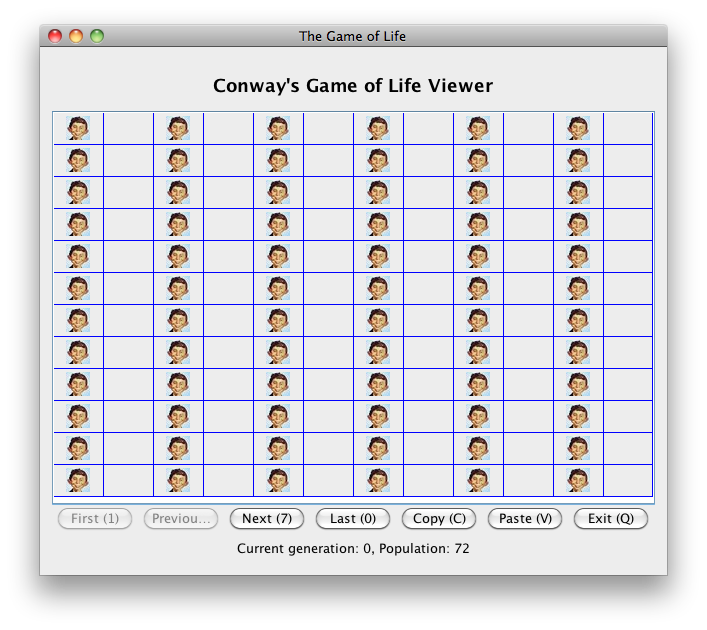 The Game of Life
Conway's Game of Life Viewer
First (1) Previou... Next (7) Last (0) Copy (C) Paste (V) Exit (Q)
Current generation: 0, Population: 72